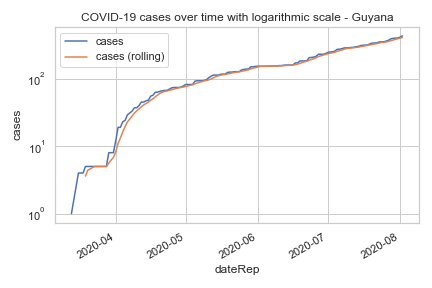 COVID-19 cases over time with logarithmic scale - Guyana
cases
cases (rolling)
10²
10¹
10⁰
cases
2020-04
2020-05
2020-06
2020-07
2020-08
dateRep